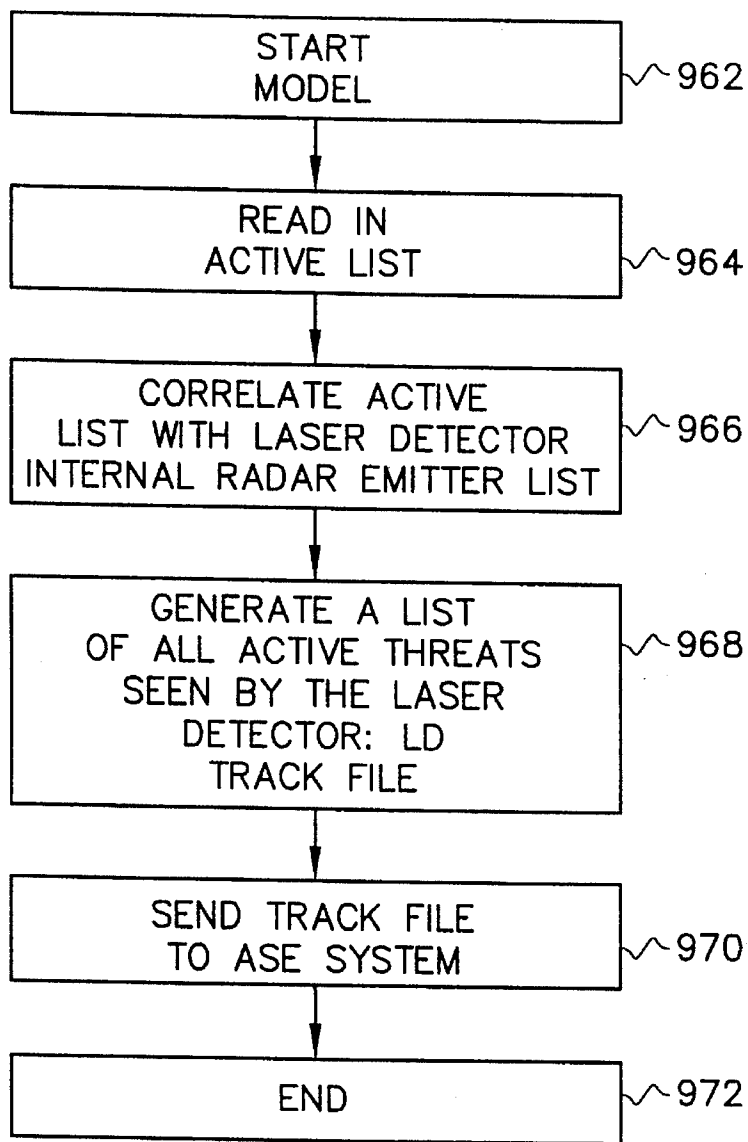 START
MODEL
962
READ IN
ACTIVE LIST
964
CORRELATE ACTIVE
LIST WITH LASER DETECTOR
INTERNAL RADAR EMITTER LIST
966
GENERATE A LIST
OF ALL ACTIVE THREATS
SEEN BY THE LASER
DETECTOR: LD
TRACK FILE
968
SEND TRACK FILE
TO ASE SYSTEM
970
END
972